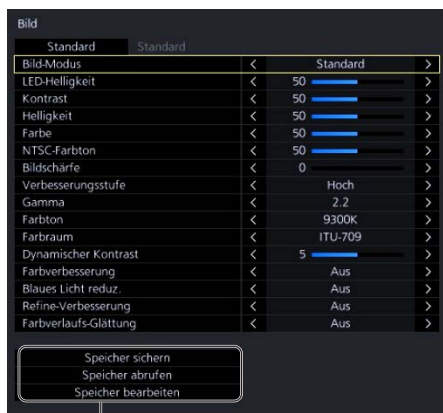 Bild
Standard Standard
Bild-Modus < Standard >
LED-Helligkeit < 50 >
Kontrast < 50 >
Helligkeit < 50 >
Farbe < 50 >
NTSC-Farbton < 50 >
Bildschärfe < 0 >
Verbesserungsstufe < Hoch >
Gamma < 2.2 >
Farbton < 9300K >
Farbraum < ITU-709 >
Dynamischer Kontrast < 5 >
Farbverbesserung < Aus >
Blaues Licht reduz. < Aus >
Refine-Verbesserung < Aus >
Farbverlaufs-Glättung < Aus >
Speicher sichern
Speicher abrufen
Speicher bearbeiten